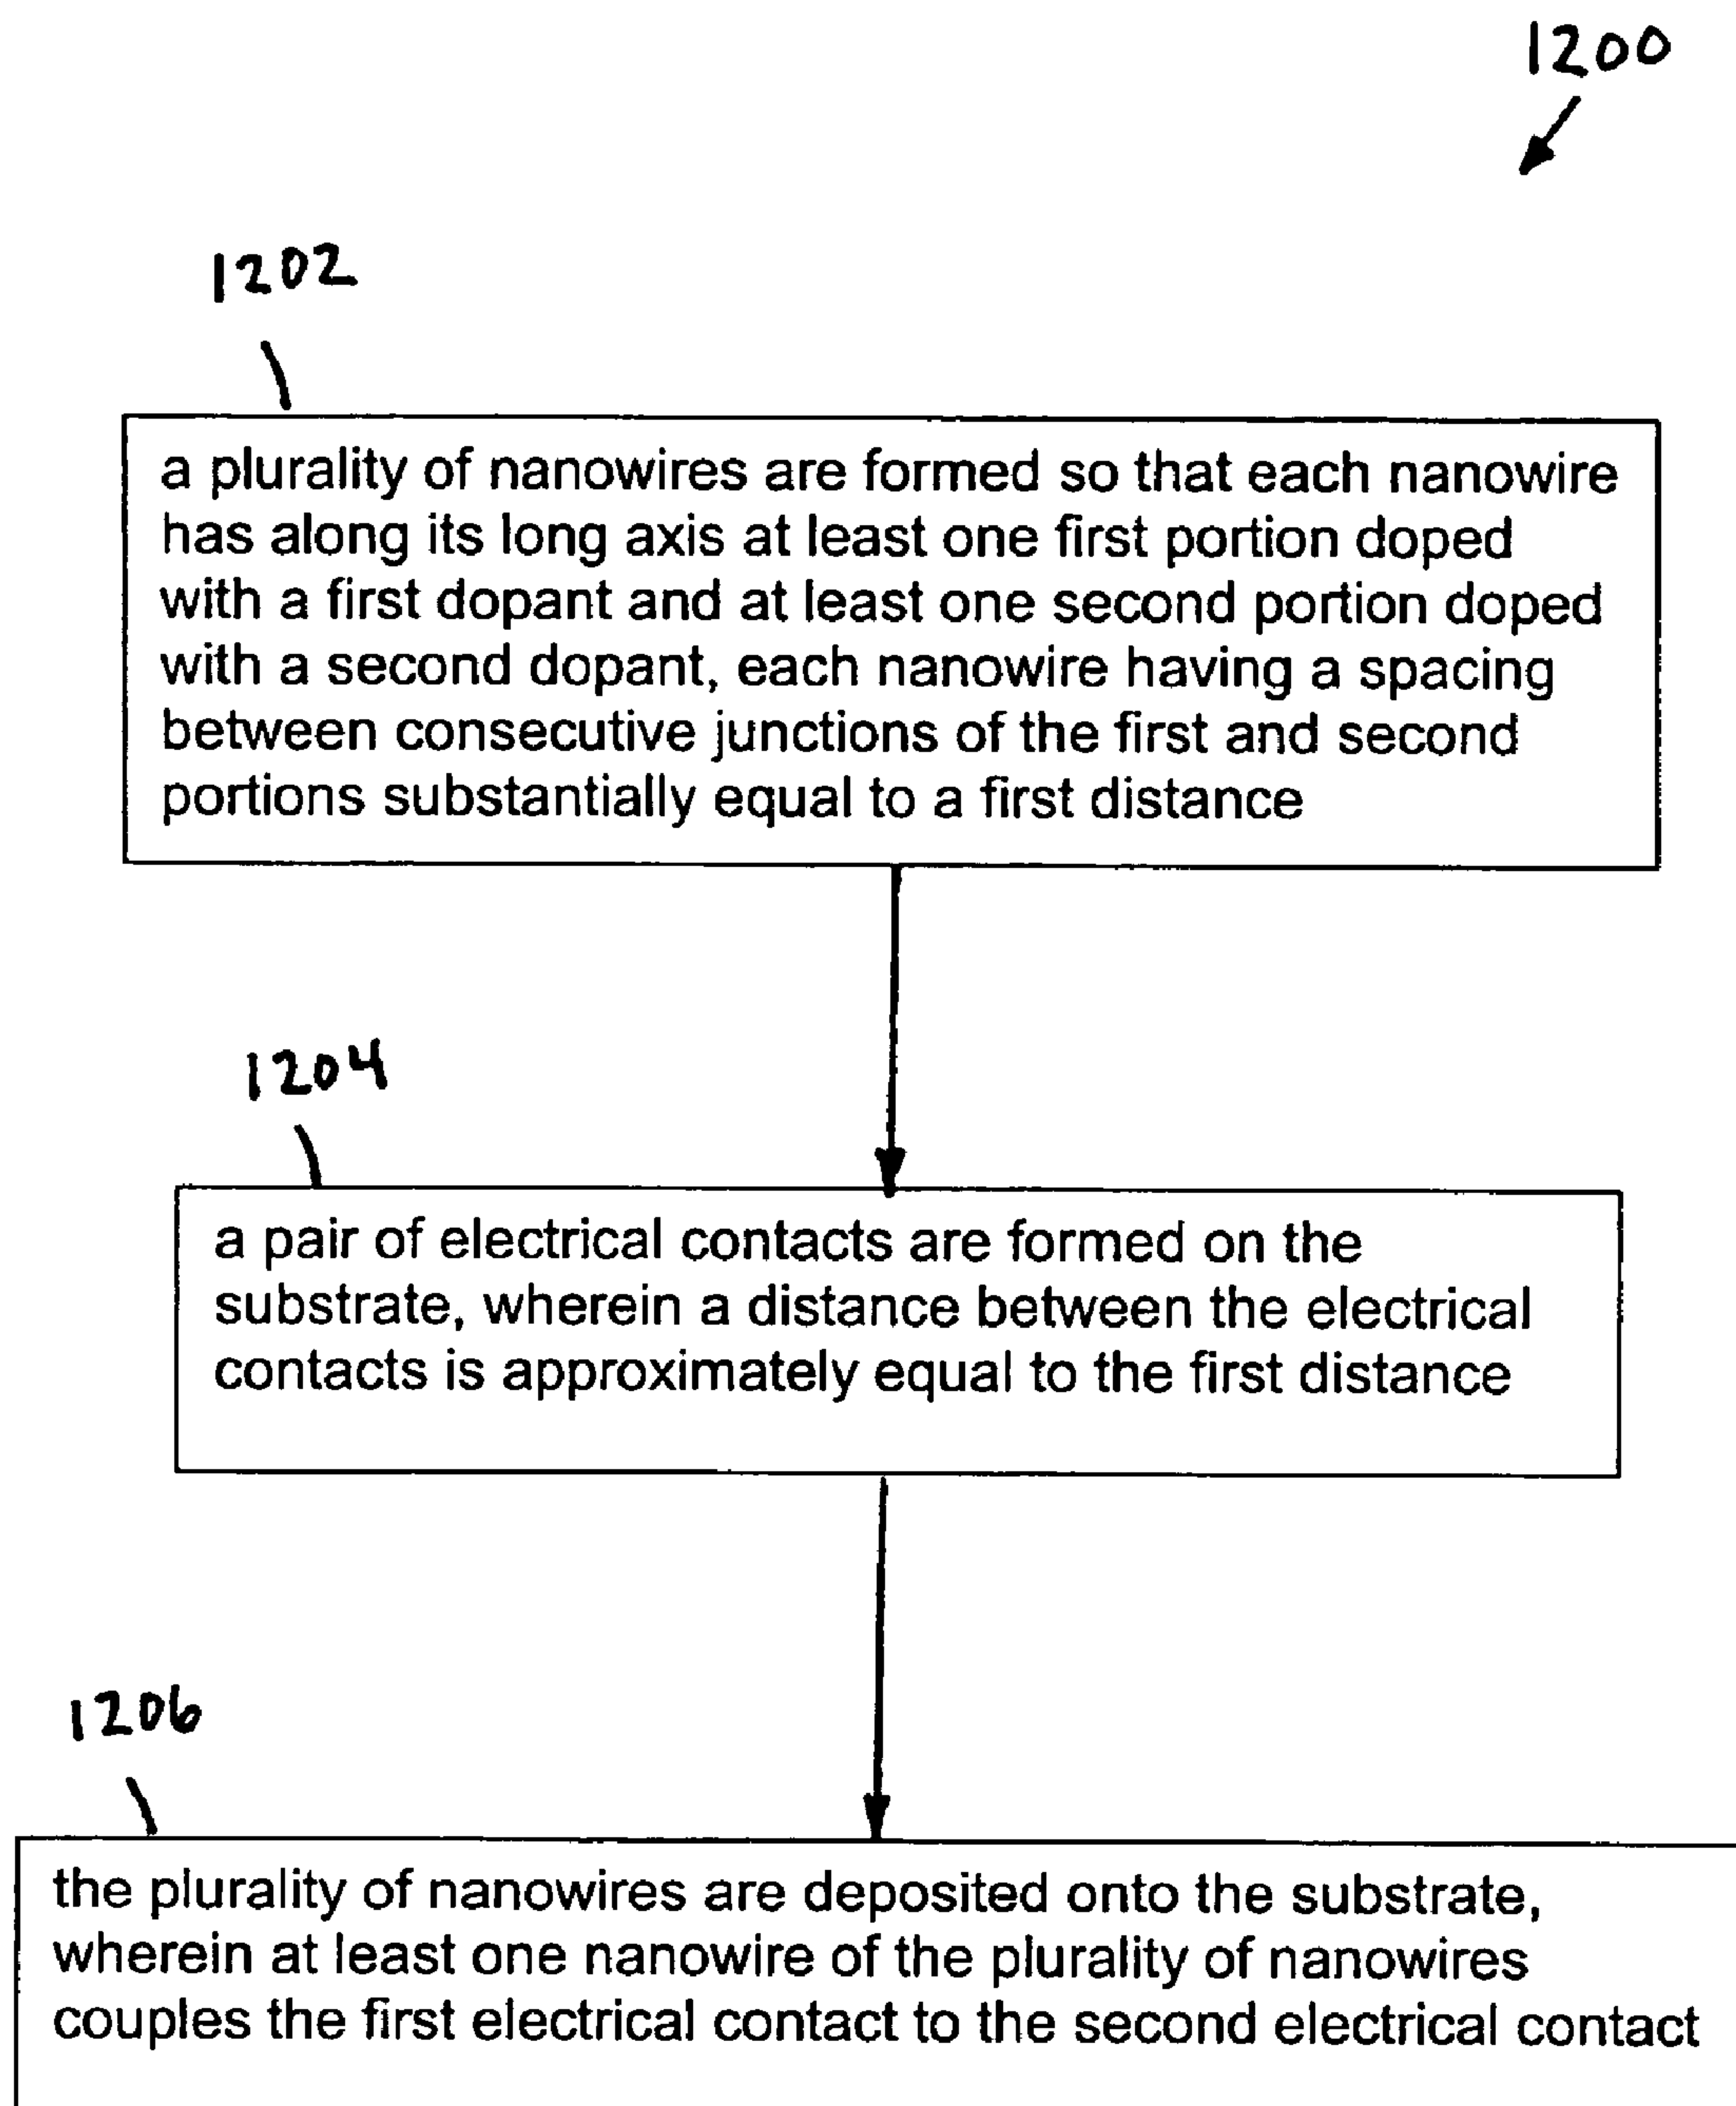 1200
1202
a plurality of nanowires are formed so that each nanowire
has along its long axis at least one first portion doped
with a first dopant and at least one second portion doped
with a second dopant, each nanowire having a spacing
between consecutive junctions of the first and second
portions substantially equal to a first distance
1204
a pair of electrical contacts are formed on the
substrate, wherein a distance between the electrical
contacts is approximately equal to the first distance
1206
the plurality of nanowires are deposited onto the substrate,
wherein at least one nanowire of the plurality of nanowires
couples the first electrical contact to the second electrical contact